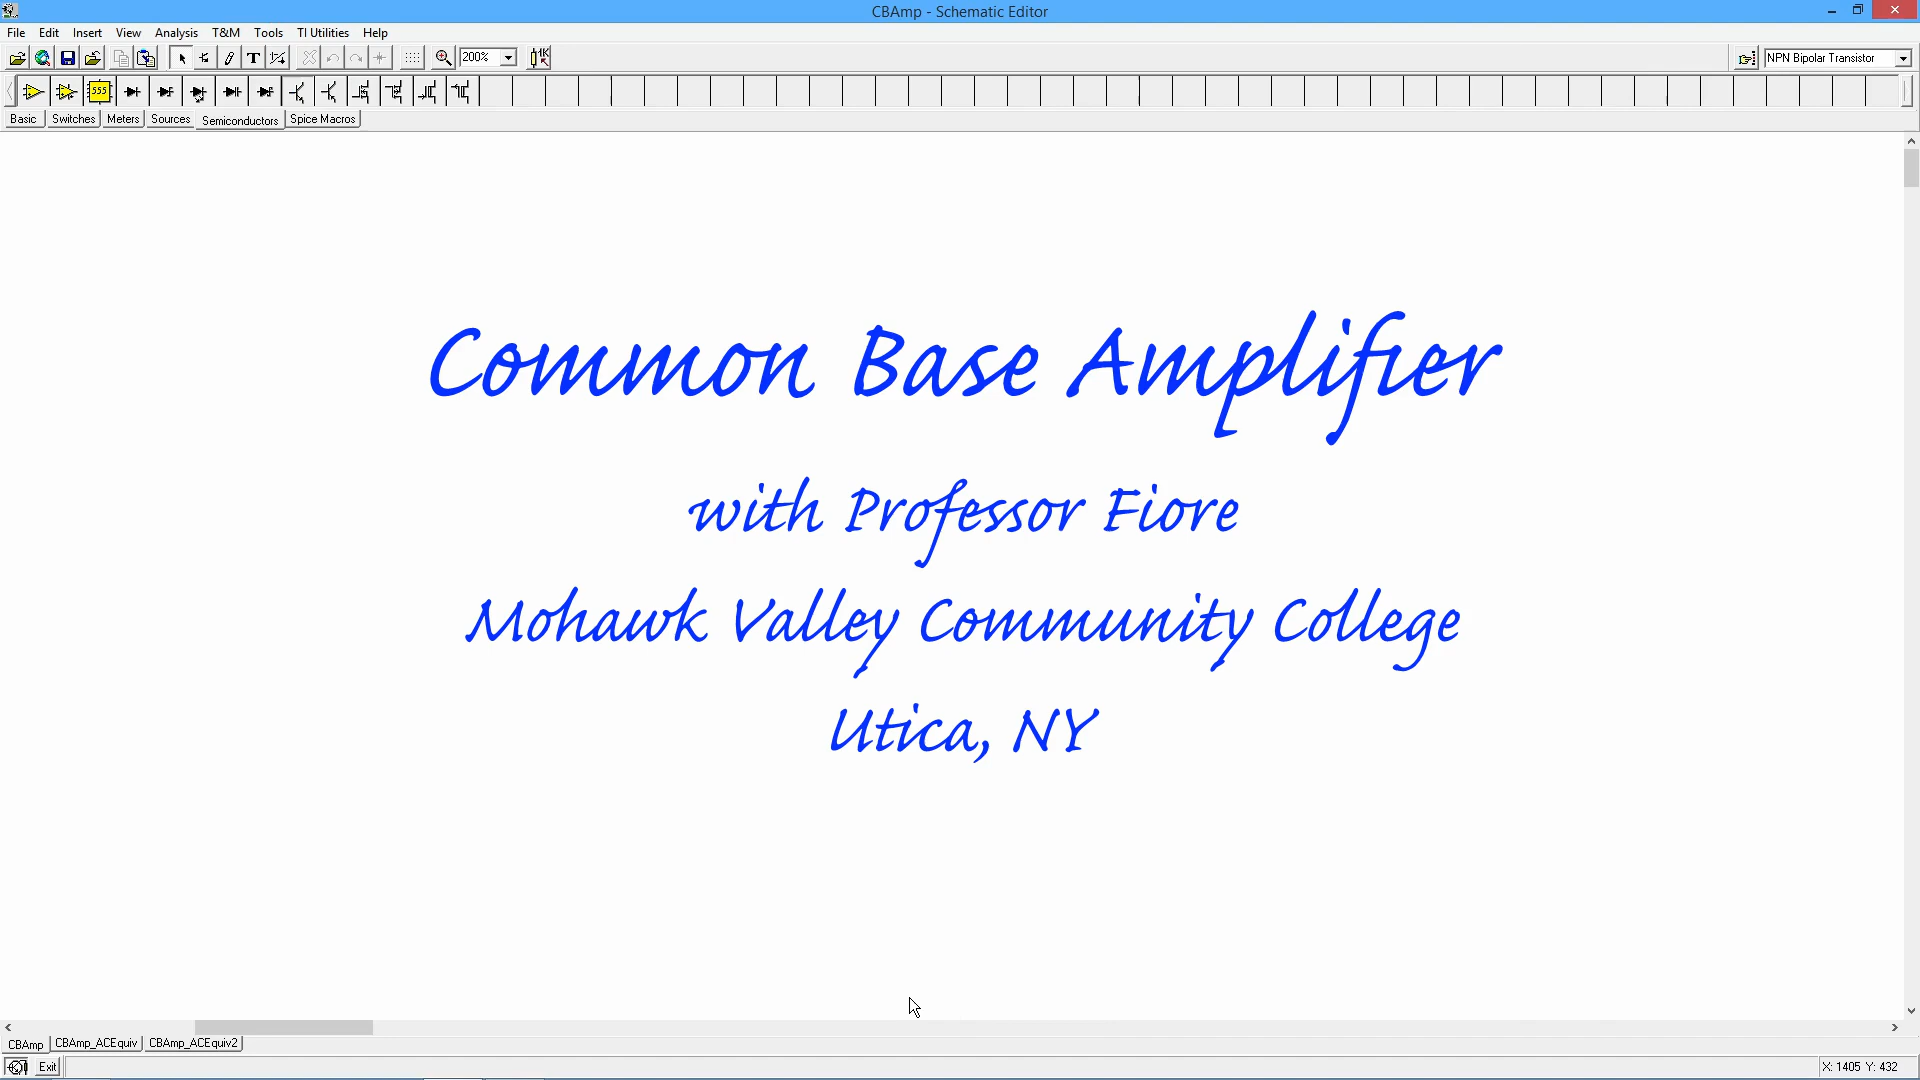 CBAmp - Schematic Editor
File Edit Insert View Analysis T&M Tools TI Utilities Help
200% 1K NPN Bipolar Transistor
555
Basic Switches Meters Sources Semiconductors Spice Macros
Common Base Amplifier
with Professor Fiore
Mohawk Valley Community College
Utica, NY
CBAmp CBAmp_ACEquiv CBAmp_ACEquiv2
Exit X: 1405 Y: 432